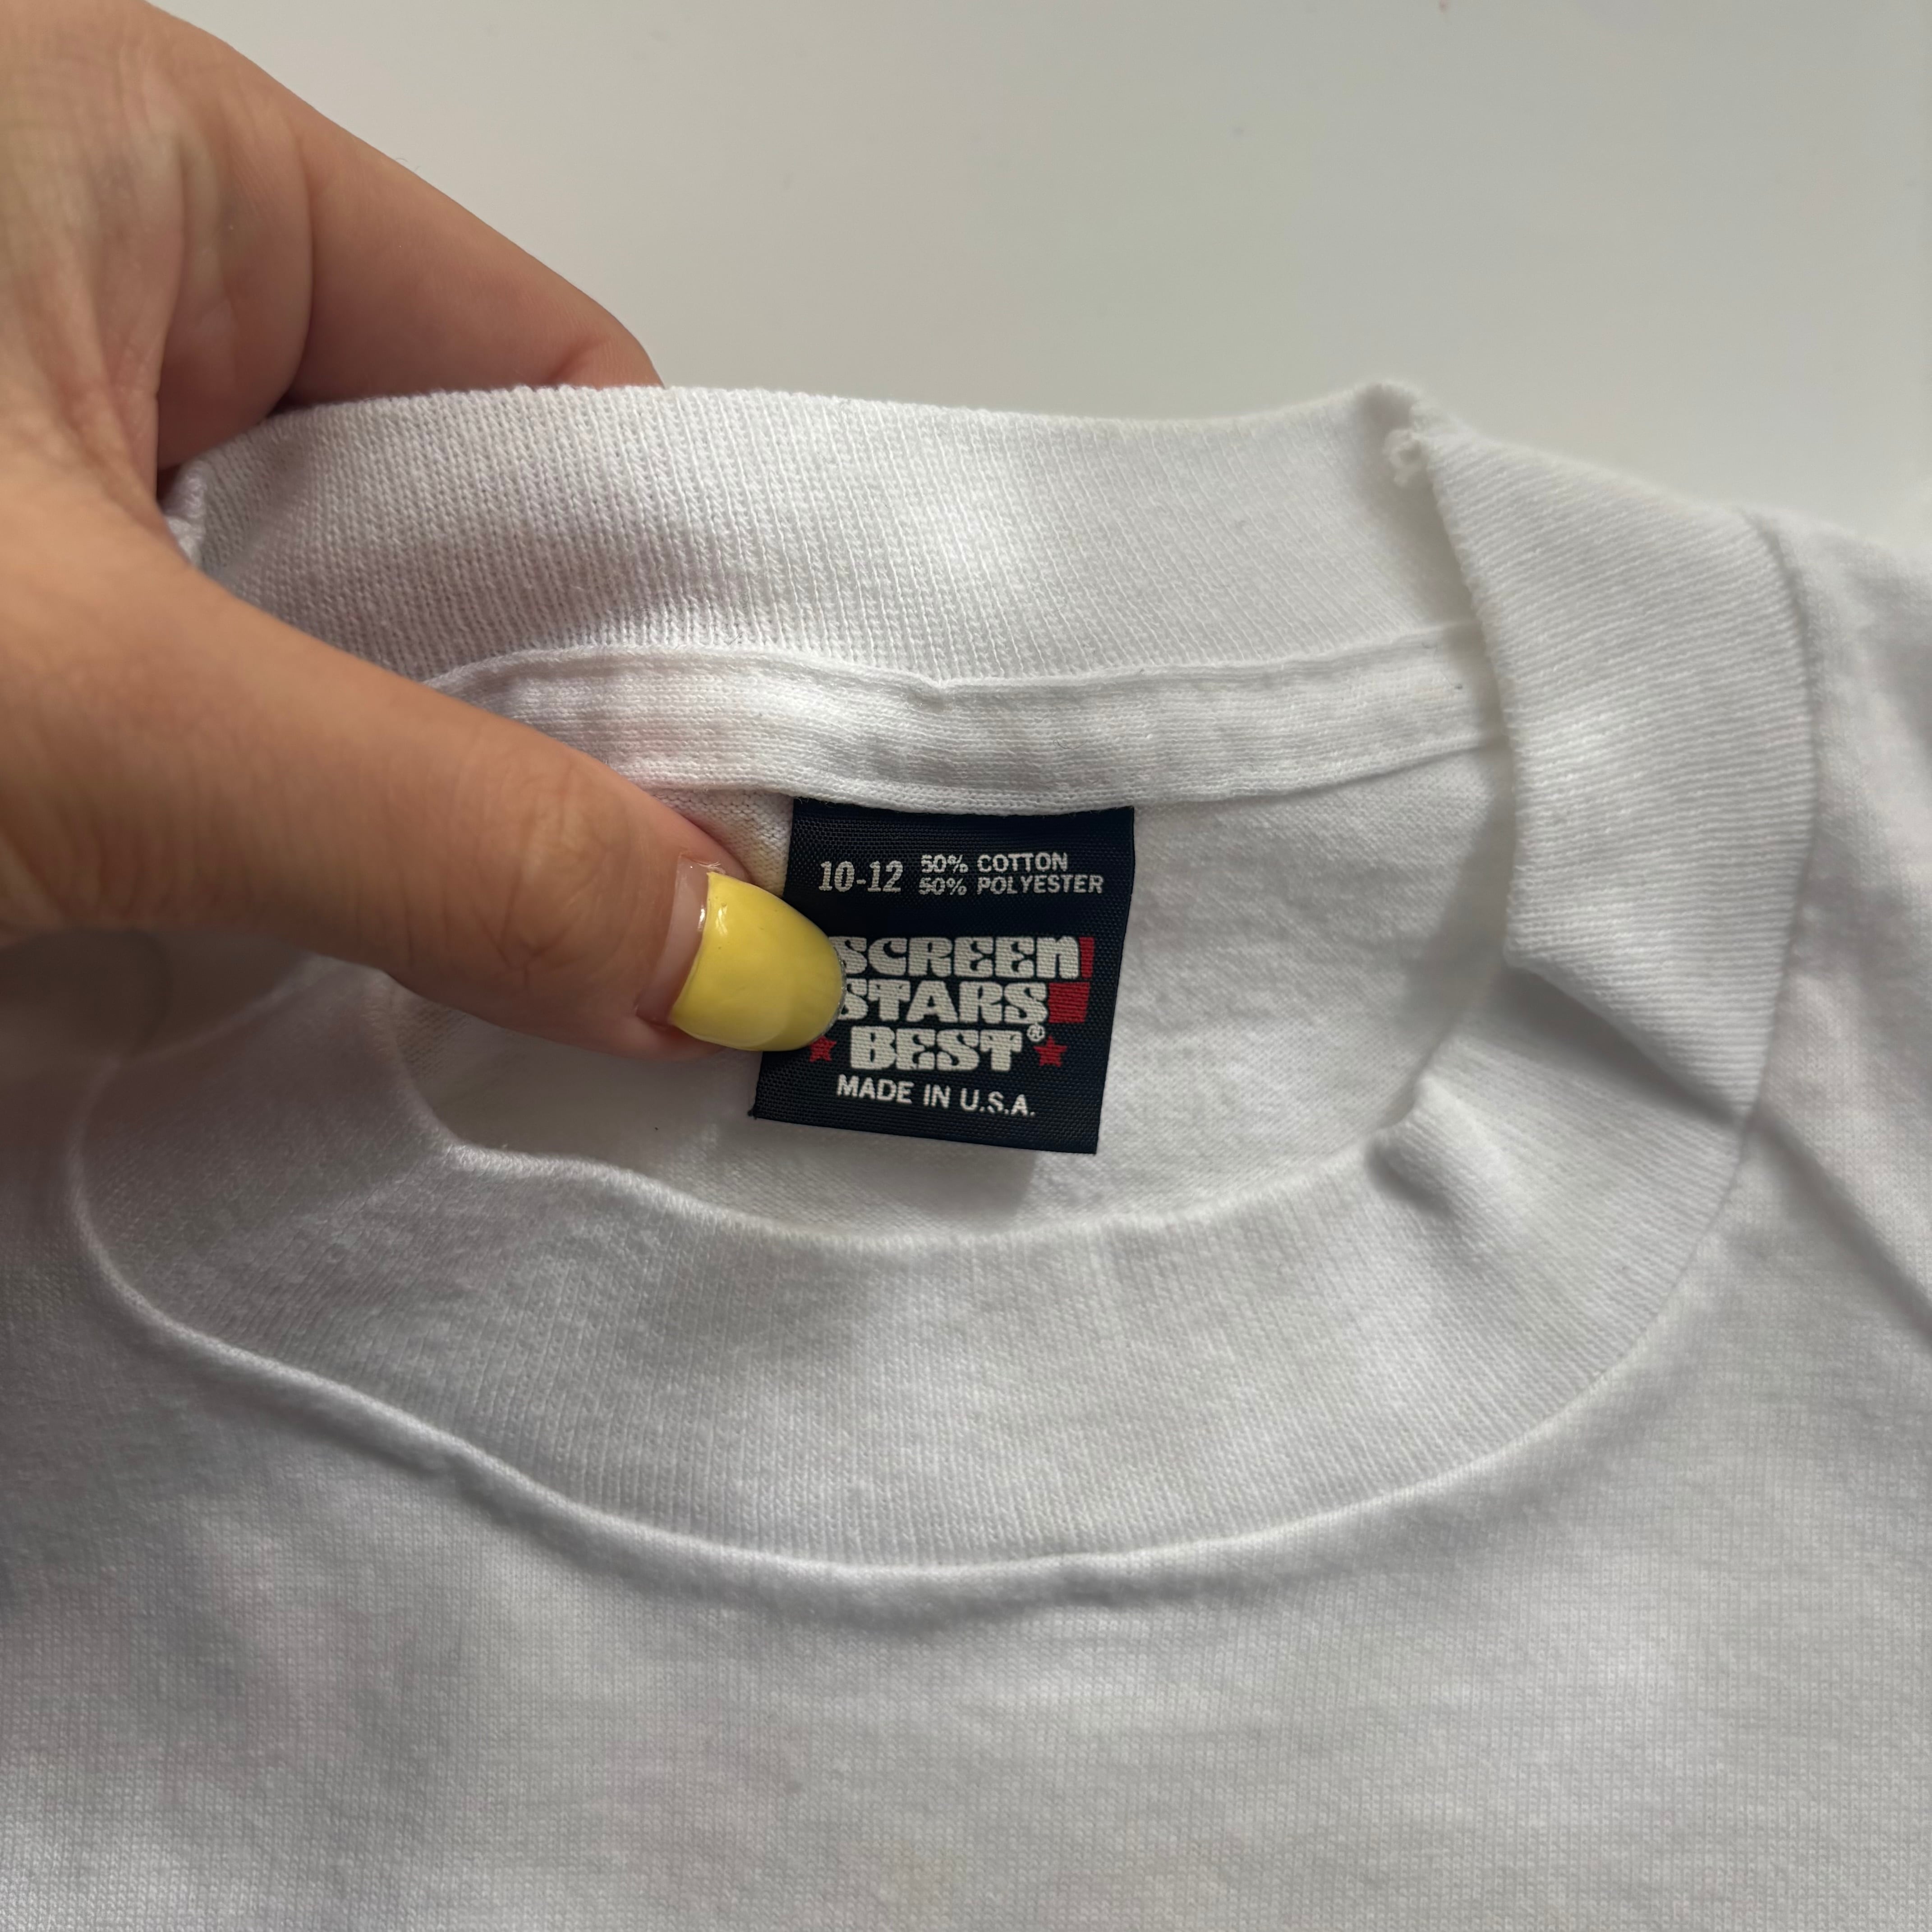 10-12 50% COTTON
50% POLYESTER
SCREEN
STARS
BEST®
MADE IN U.S.A.